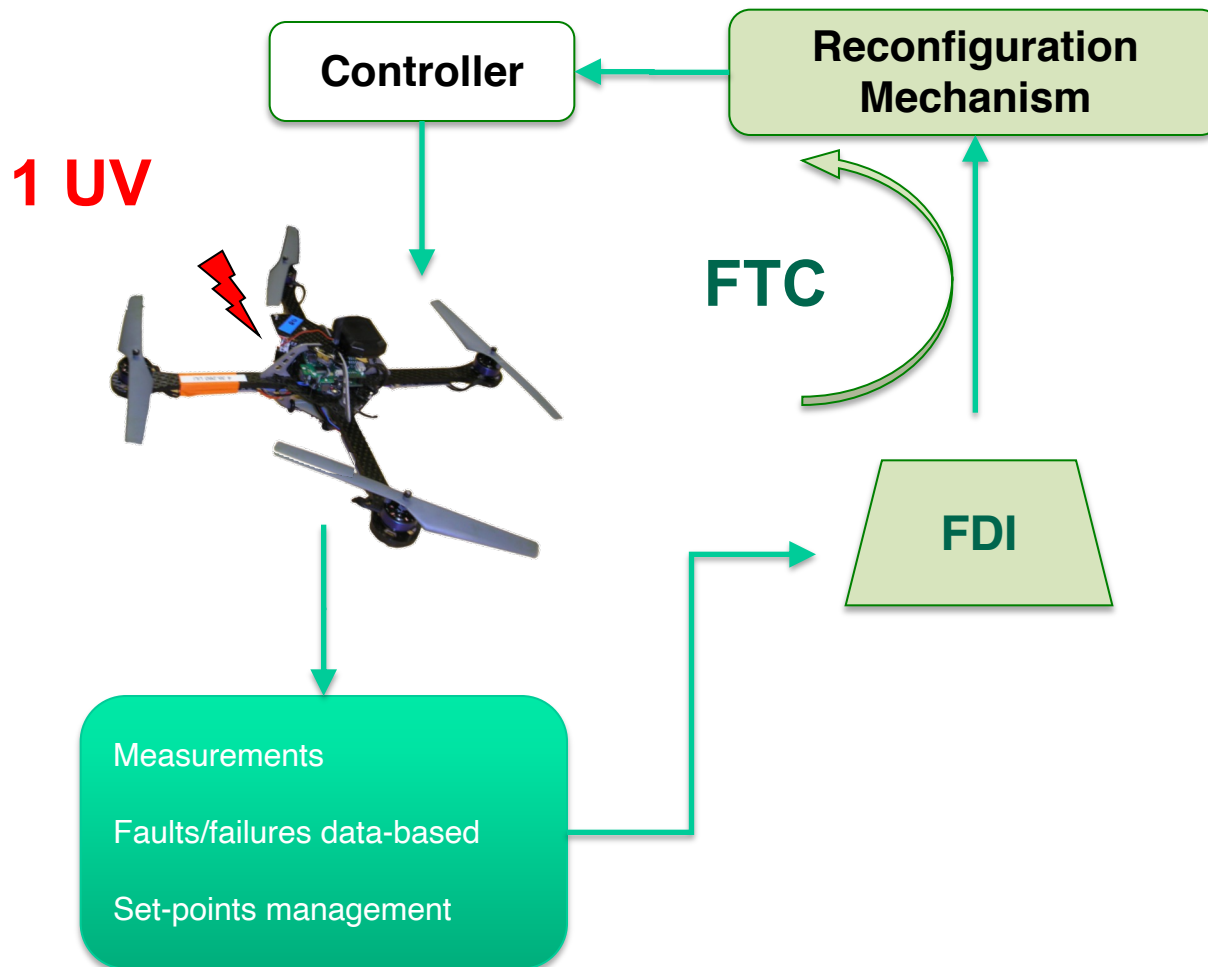 Controller
Reconfiguration
Mechanism
1 UV
FTC
FDI
Measurements
Faults/failures data-based
Set-points management